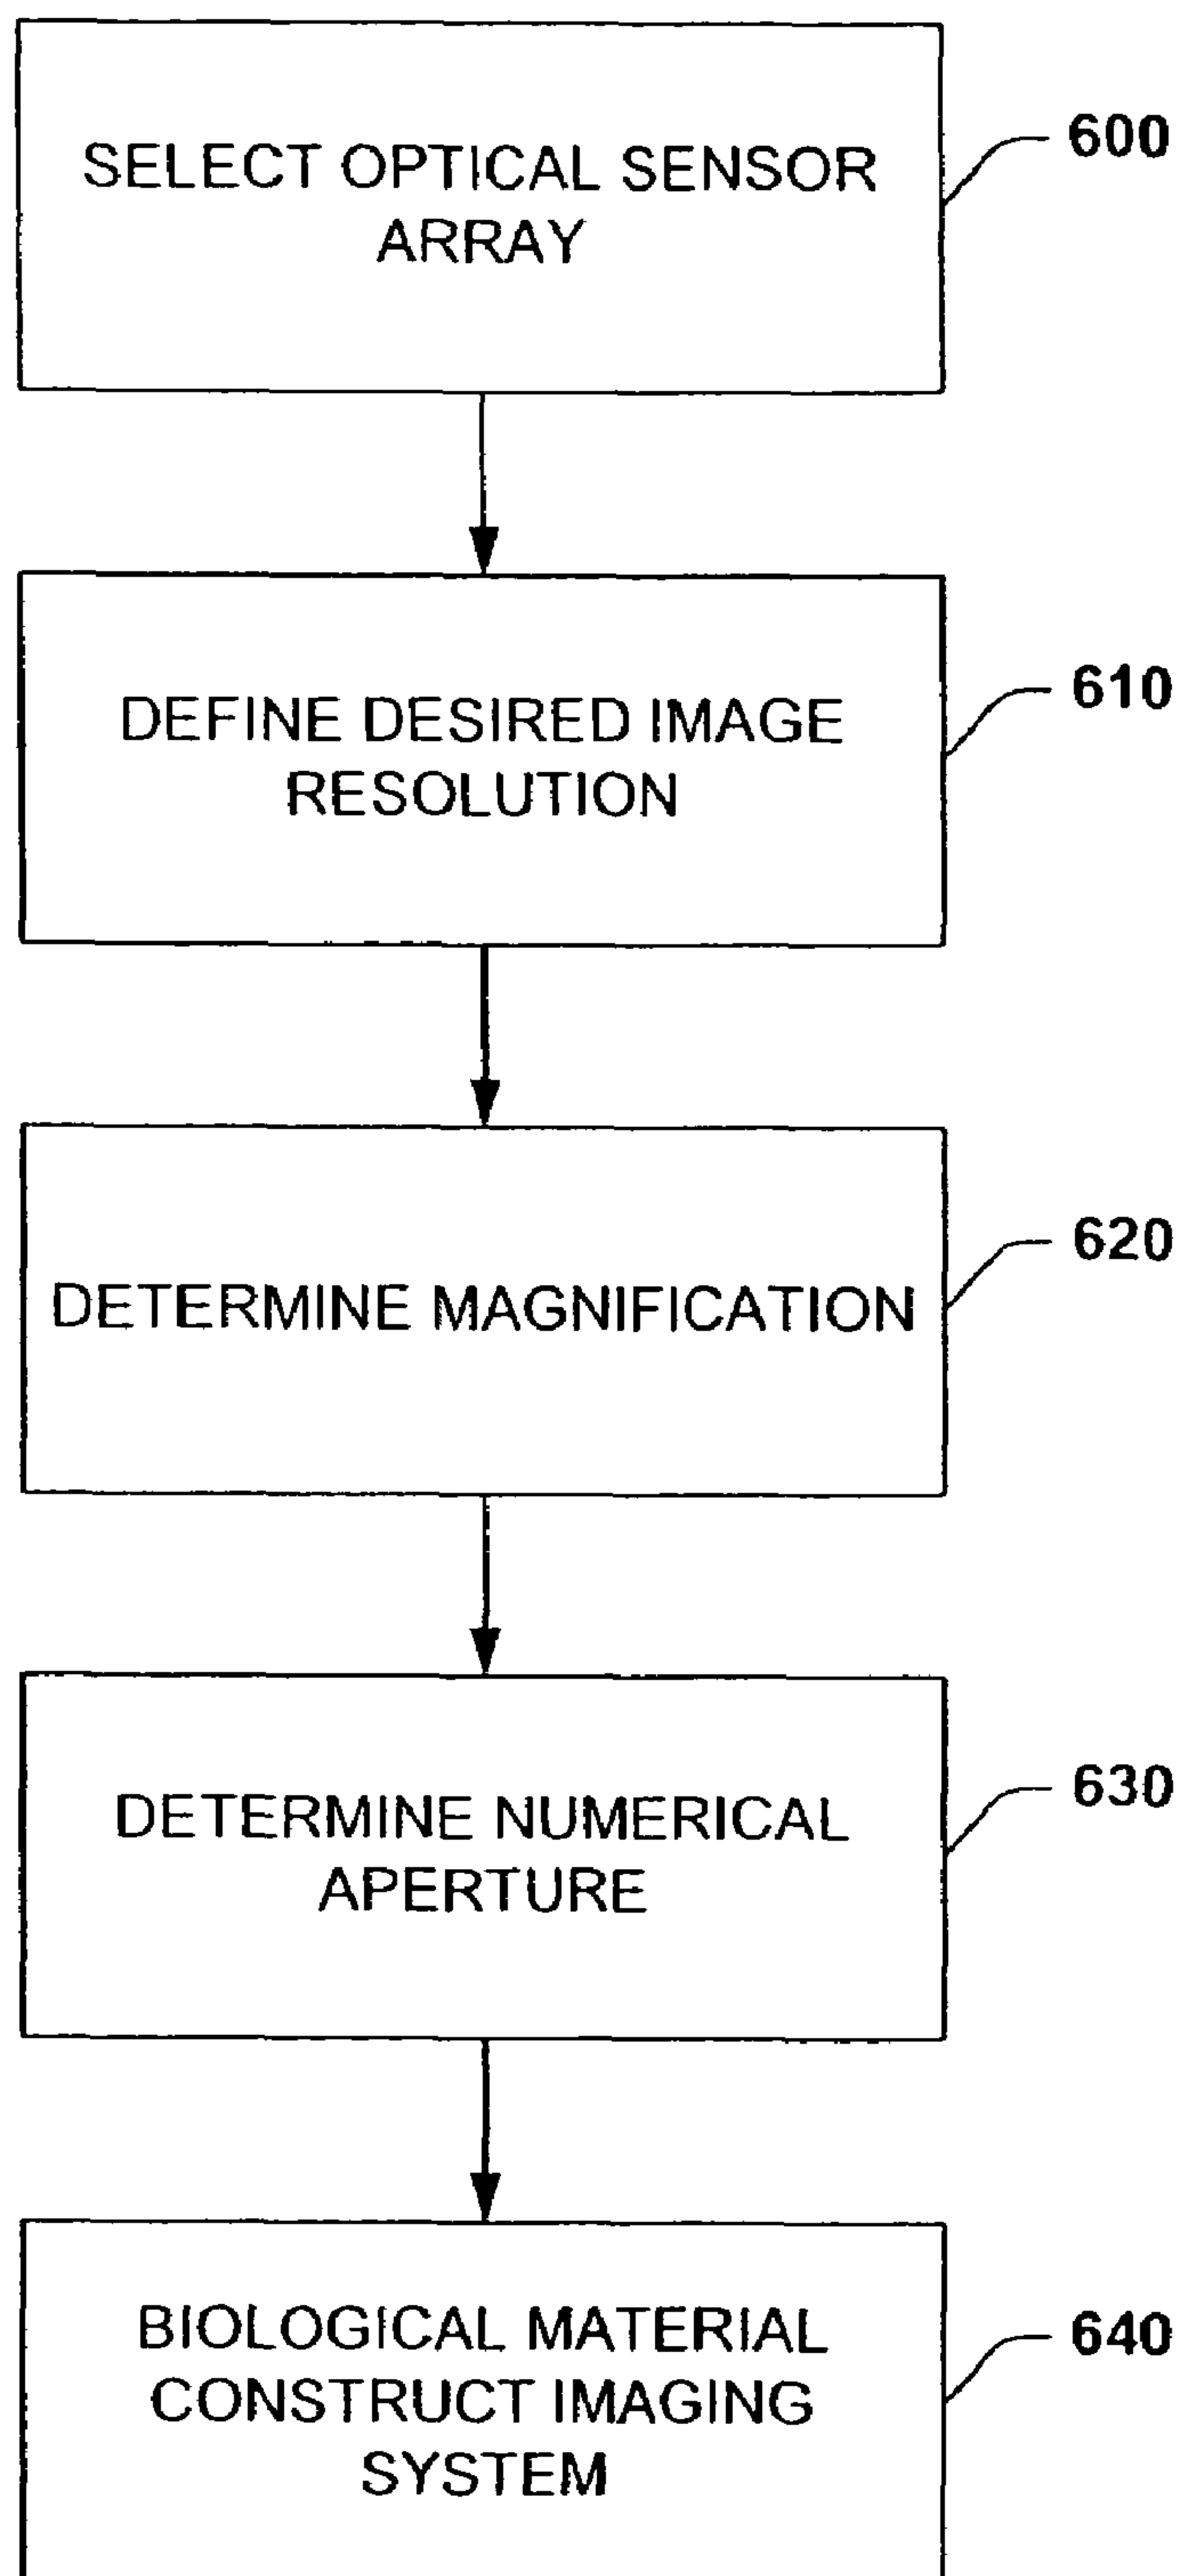 SELECT OPTICAL SENSOR
ARRAY
600
DEFINE DESIRED IMAGE
RESOLUTION
610
DETERMINE MAGNIFICATION
620
DETERMINE NUMERICAL
APERTURE
630
BIOLOGICAL MATERIAL
CONSTRUCT IMAGING
SYSTEM
640